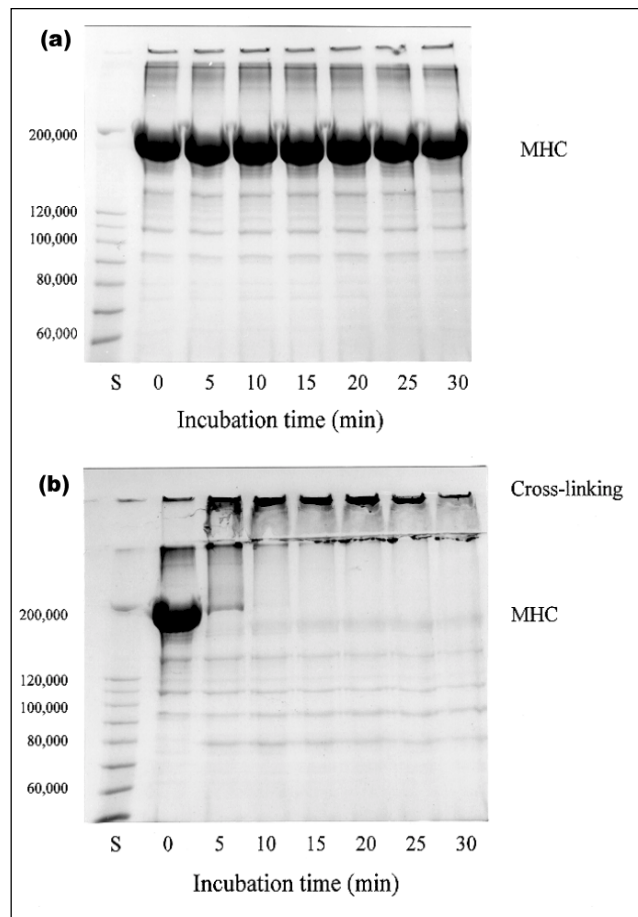 (a)
200,000
MHC
120,000
100,000
80,000
60,000
S 0 5 10 15 20 25 30
Incubation time (min)
(b)
Cross-linking
200,000
MHC
120,000
100,000
80,000
60,000
S 0 5 10 15 20 25 30
Incubation time (min)